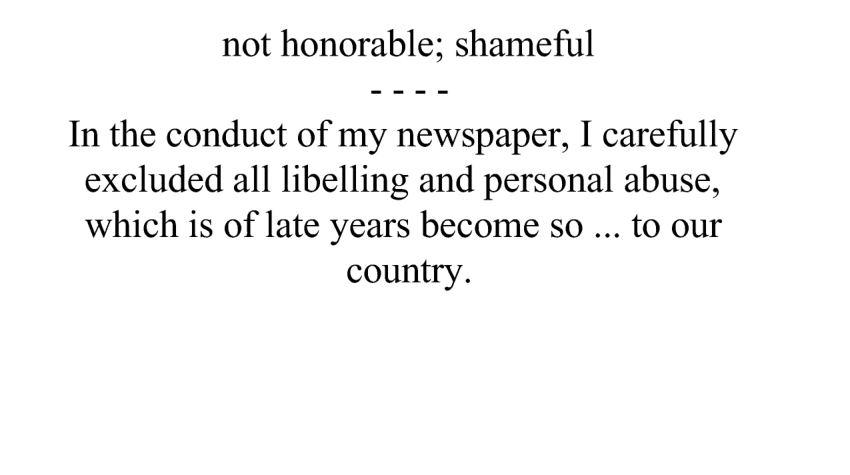 not honorable; shameful
- - - -
In the conduct of my newspaper, I carefully
excluded all libelling and personal abuse,
which is of late years become so ... to our
country.